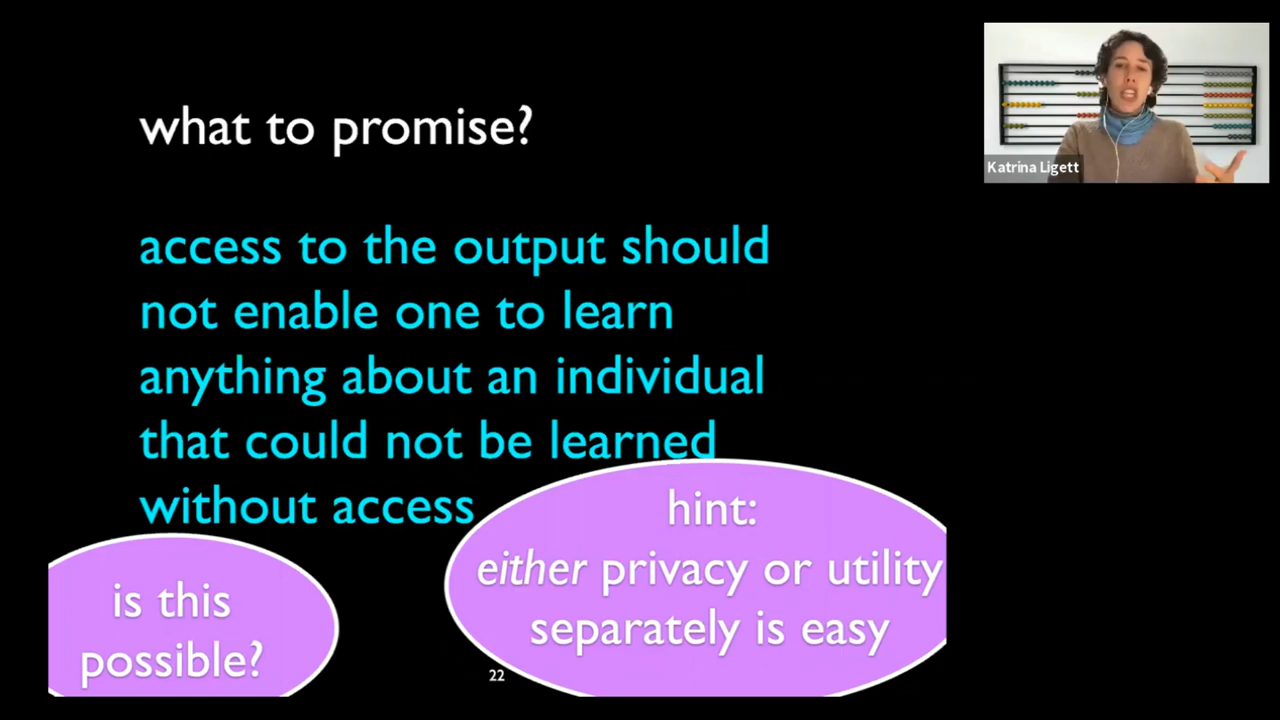 what to promise?
Katrina Ligett
access to the output should
not enable one to learn
anything about an individual
that could not be learned
without access
hint:
either privacy or utility
separately is easy
is this
possible?
22